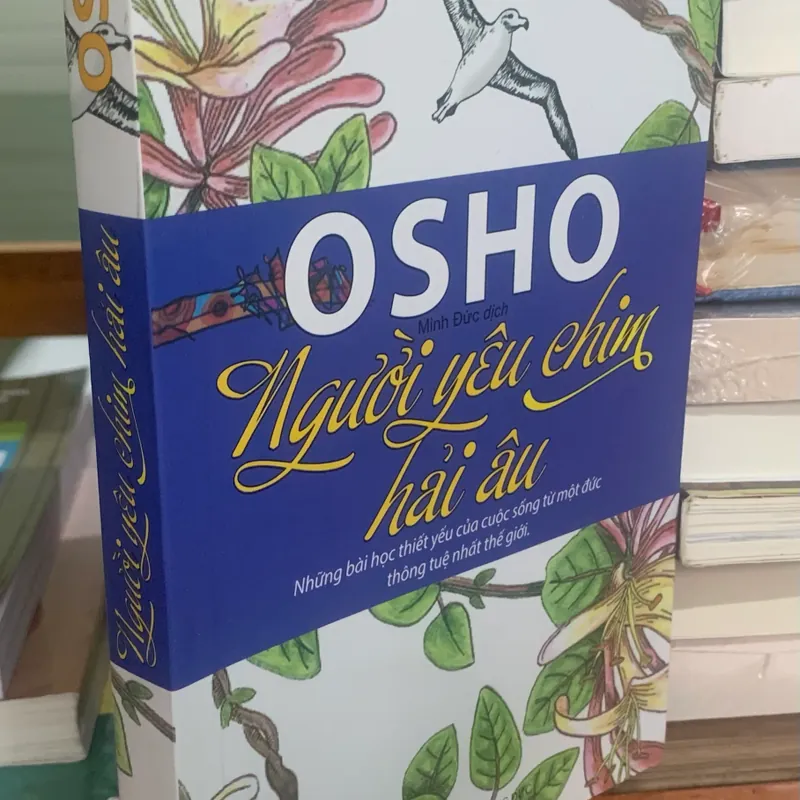 OSHO
Minh Đức dịch
Người yêu chim
hải âu
Những bài học thiết yếu của cuộc sống từ một đức
thông tuệ nhất thế giới.
SO
Người yêu chim hải âu